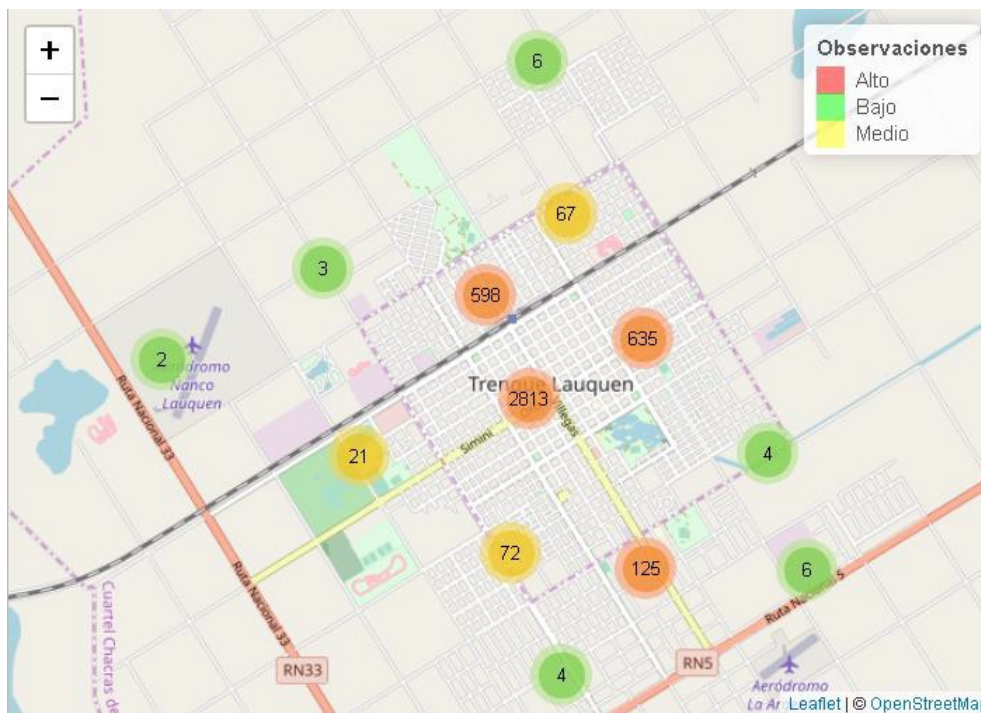 +
−
Observaciones
Alto
Bajo
Medio
6
67
3
598
635
2
Aeródromo
Nanco
Lauquen
Ruta Nacional 33
Trenque Lauquen
2813
Villegas
Simini
21
4
72
125
6
Ruta Nacional 5
Ruta Nacional 33
Cuartel Chacras de
RN33
4
RN5
Aeródromo
La
Leaflet | © OpenStreetMap